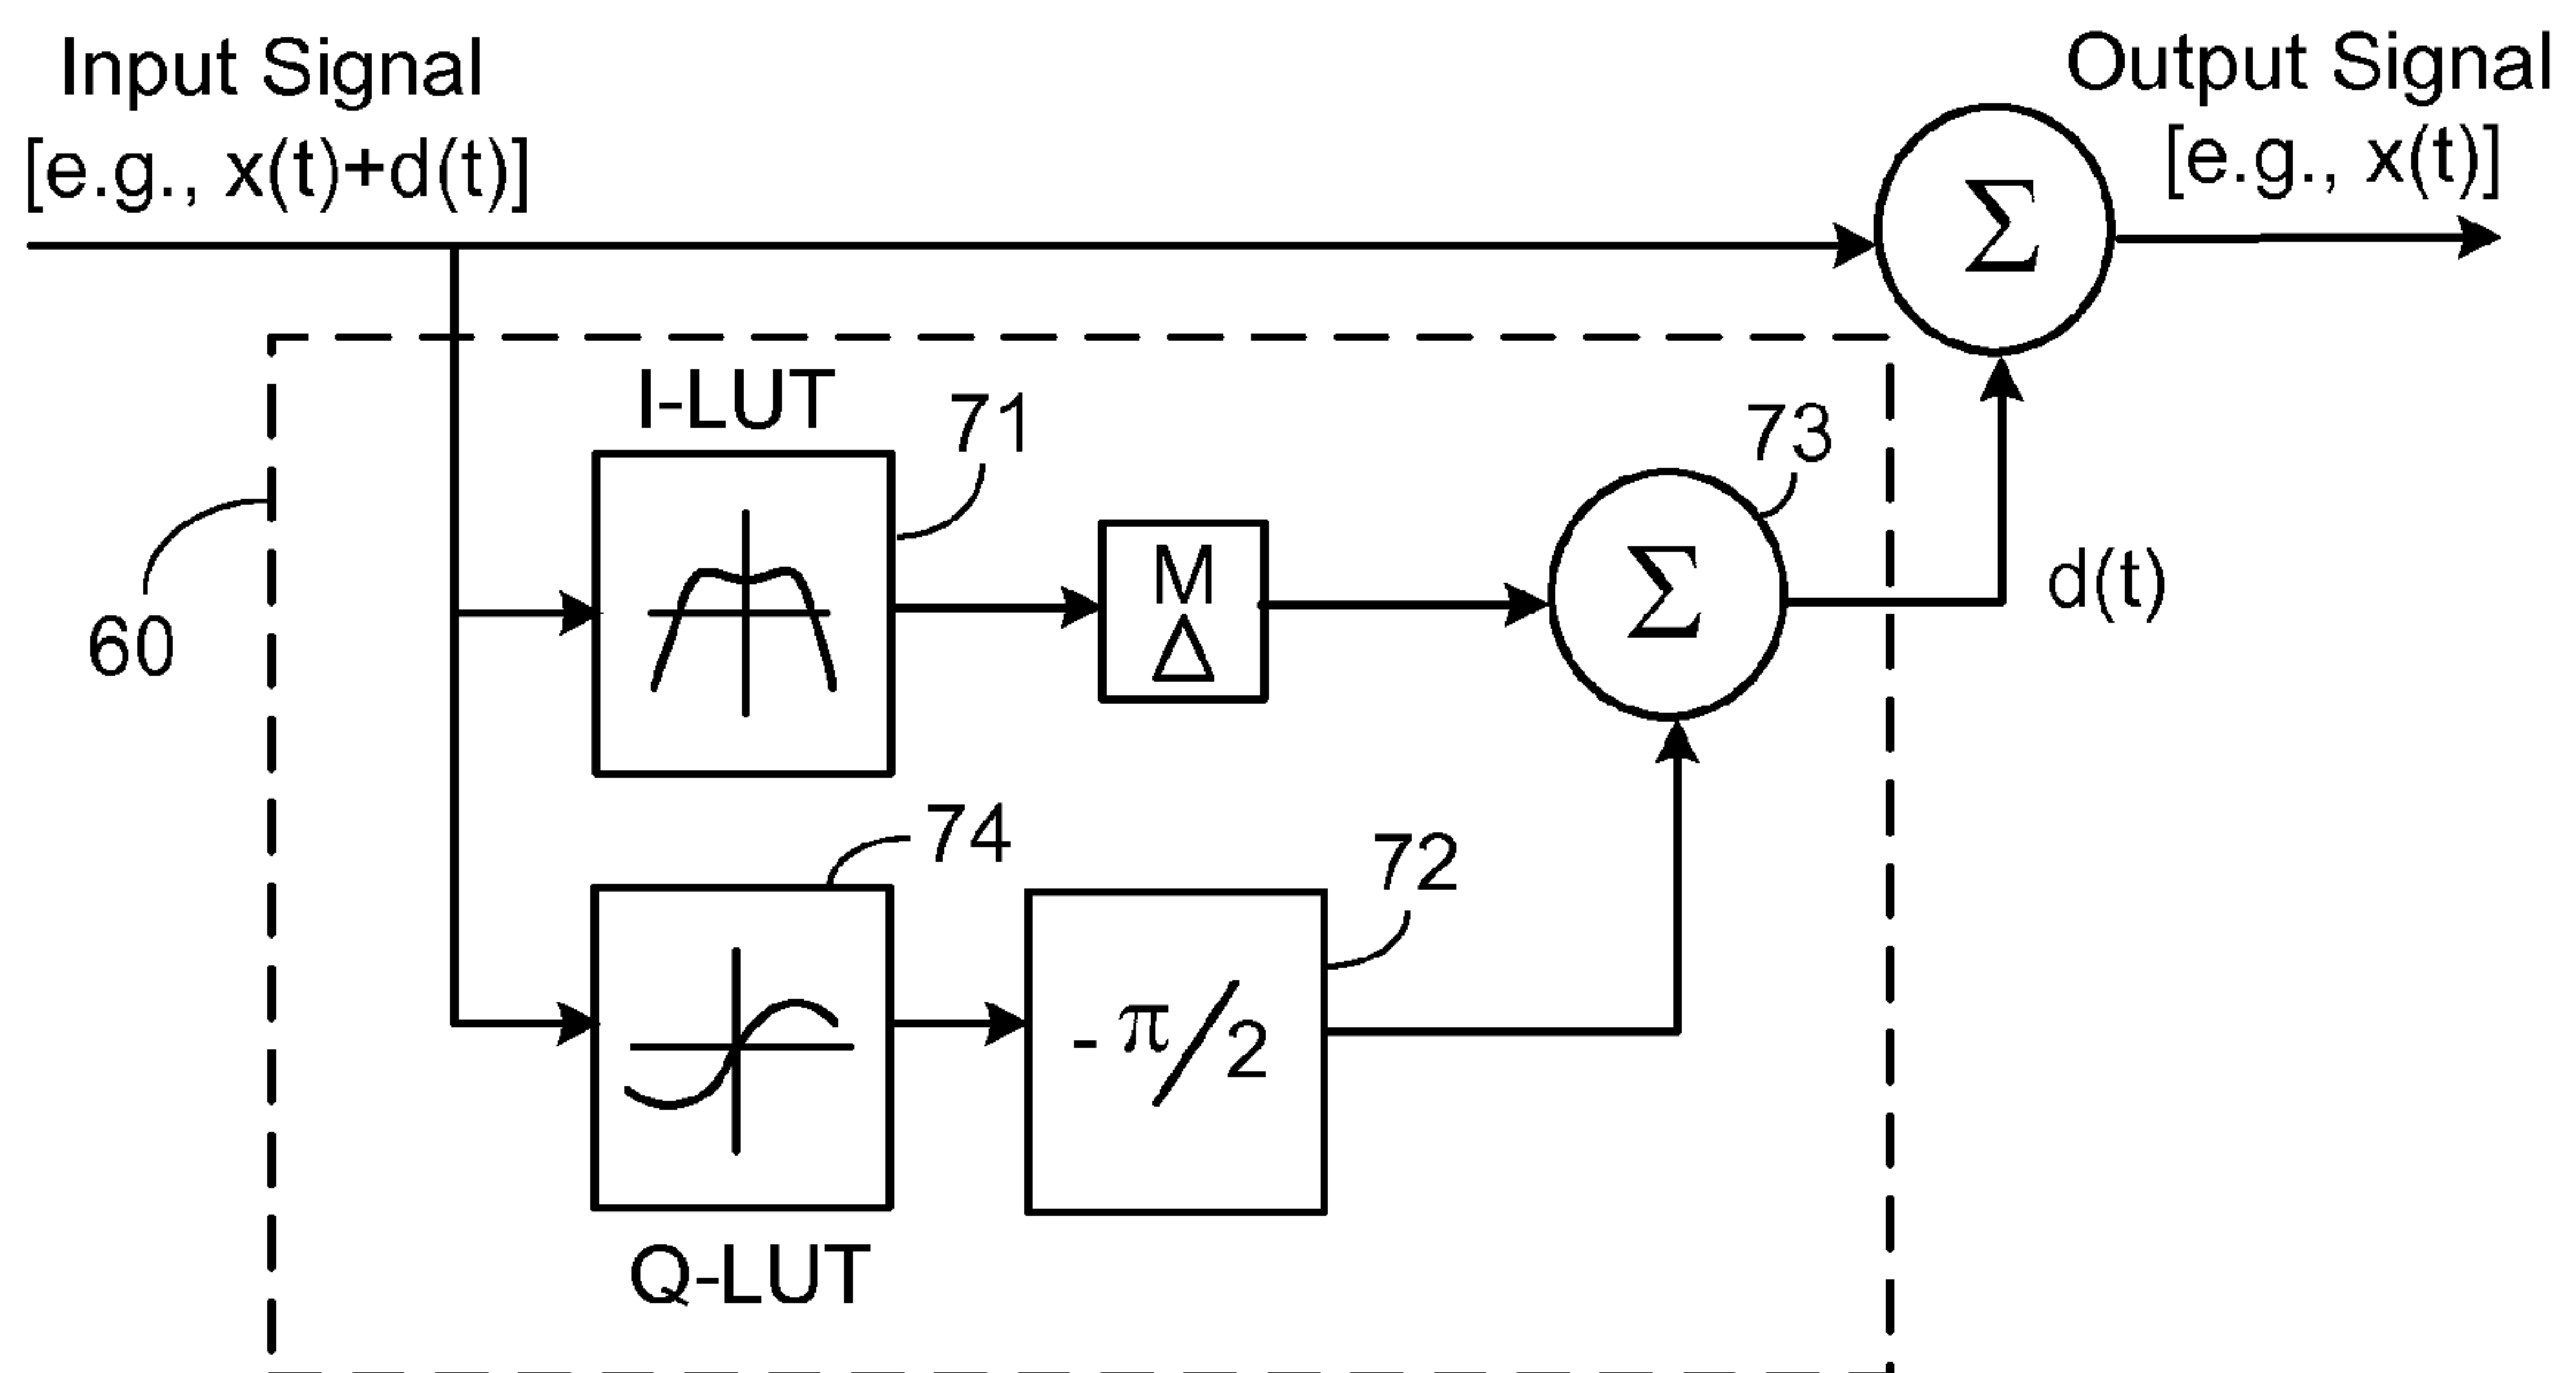 Input Signal
[e.g., x(t)+d(t)]
Output Signal
[e.g., x(t)]
Σ
I-LUT
71
73
60
M
Δ
Σ
d(t)
74
72
- π/2
Q-LUT